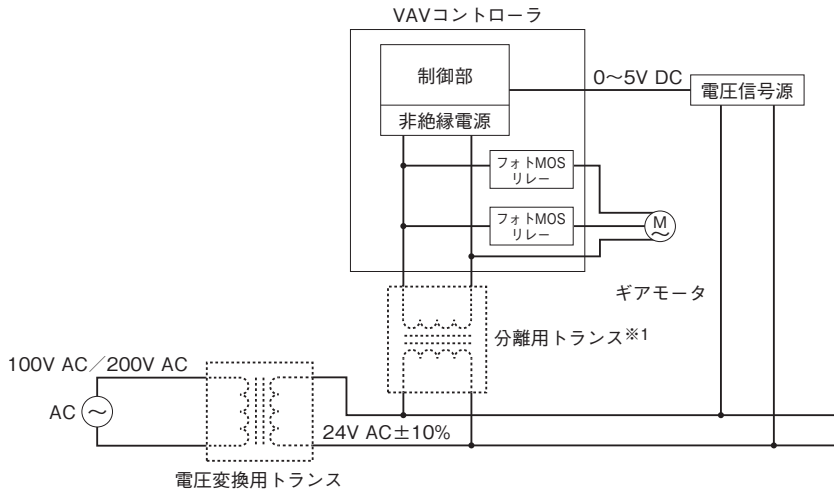 VAVコントローラ
制御部
非絶縁電源
0～5V DC
電圧信号源
フォトMOS
リレー
フォトMOS
リレー
M
～
ギアモータ
分離用トランス※1
100V AC／200V AC
AC
～
24V AC±10%
電圧変換用トランス